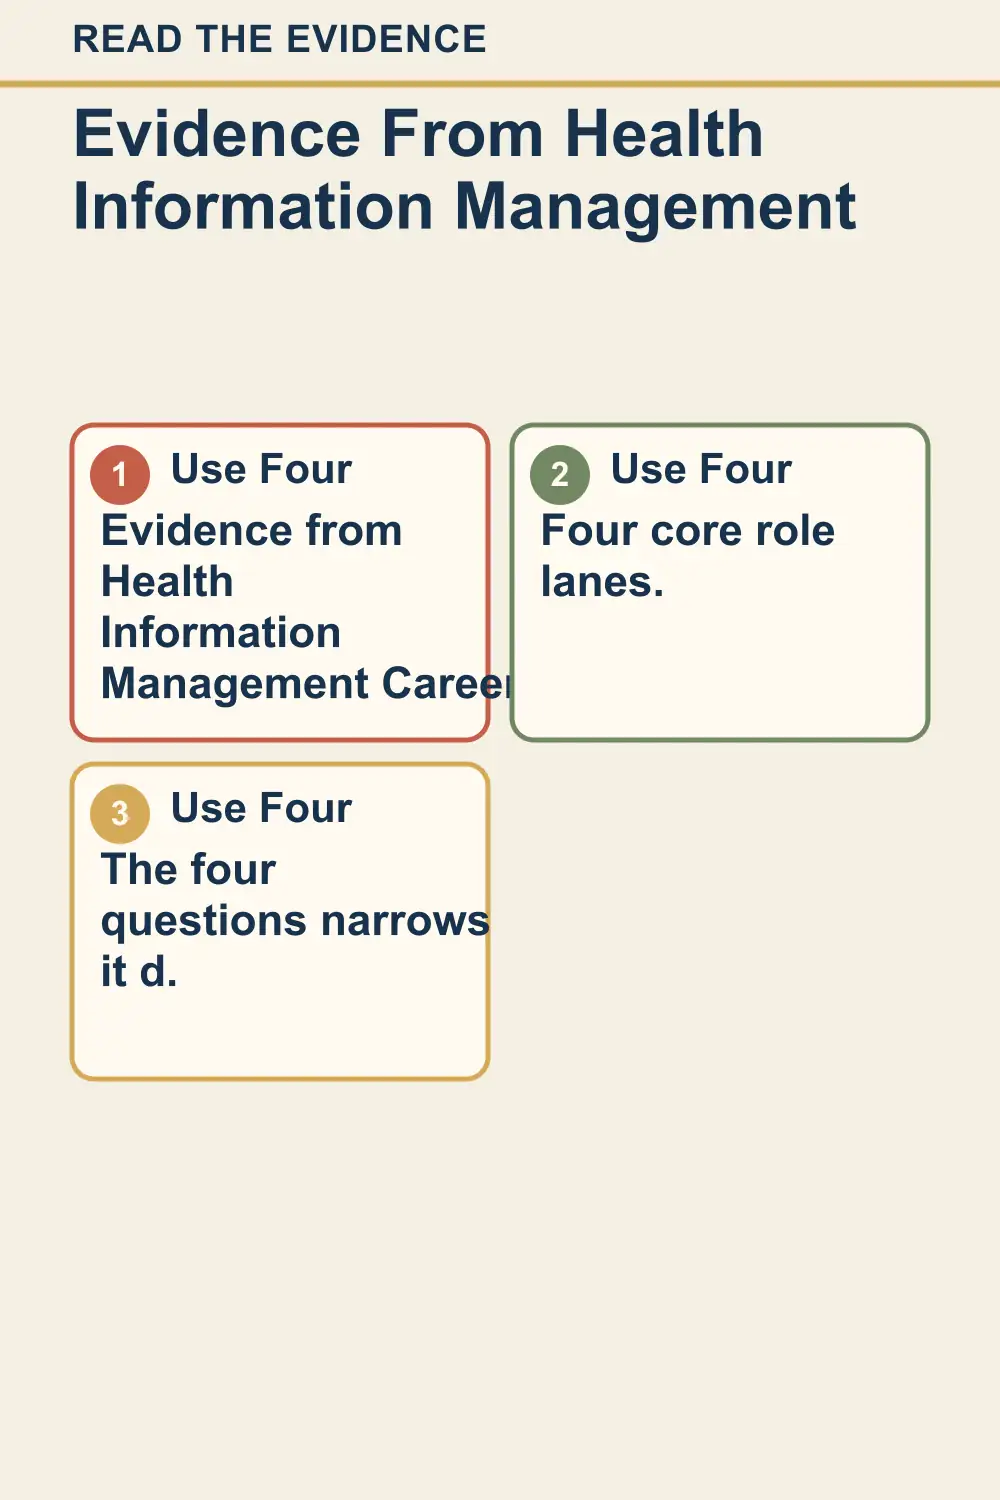 READ THE EVIDENCE
Evidence From Health
Information Management
1 Use Four
Evidence from
Health
Information
Management Career
2 Use Four
Four core role
lanes.
3 Use Four
The four
questions narrows
it d.